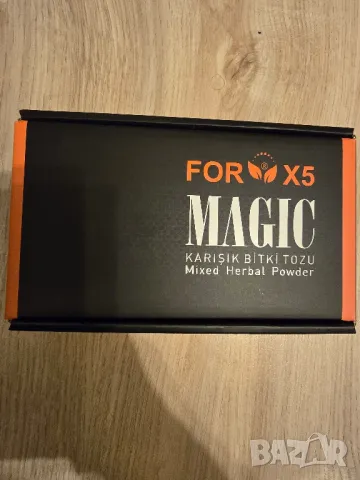 FOR ® X5
MAGIC
KARIŞIK BİTKİ TOZU
Mixed Herbal Powder
bazar